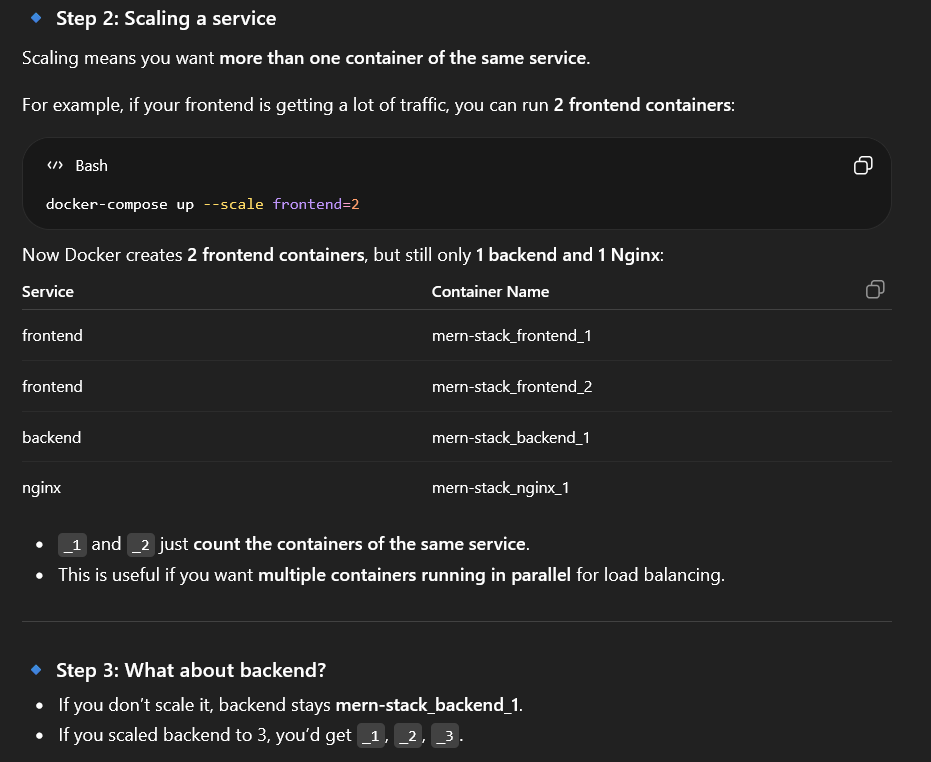 Step 2: Scaling a service
Scaling means you want more than one container of the same service.
For example, if your frontend is getting a lot of traffic, you can run 2 frontend containers:
Bash
docker-compose up --scale frontend=2
Now Docker creates 2 frontend containers, but still only 1 backend and 1 Nginx:
Service Container Name
frontend mern-stack_frontend_1
frontend mern-stack_frontend_2
backend mern-stack_backend_1
nginx mern-stack_nginx_1
_1 and _2 just count the containers of the same service.
This is useful if you want multiple containers running in parallel for load balancing.
Step 3: What about backend?
If you don’t scale it, backend stays mern-stack_backend_1.
If you scaled backend to 3, you’d get _1, _2, _3.